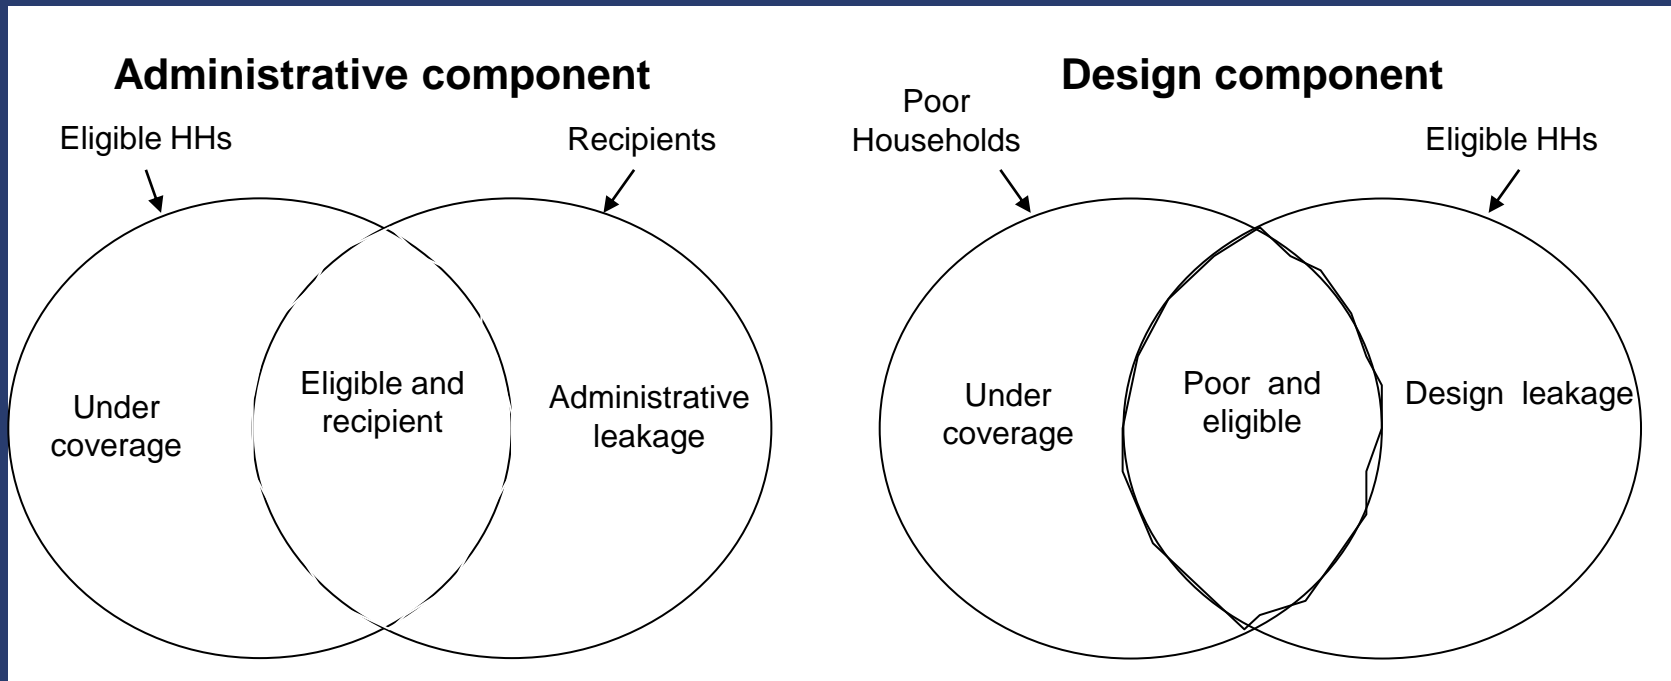 Administrative component
Eligible HHs
Recipients
Under
coverage
Eligible and
recipient
Administrative
leakage
Design component
Poor
Households
Eligible HHs
Under
coverage
Poor and
eligible
Design leakage